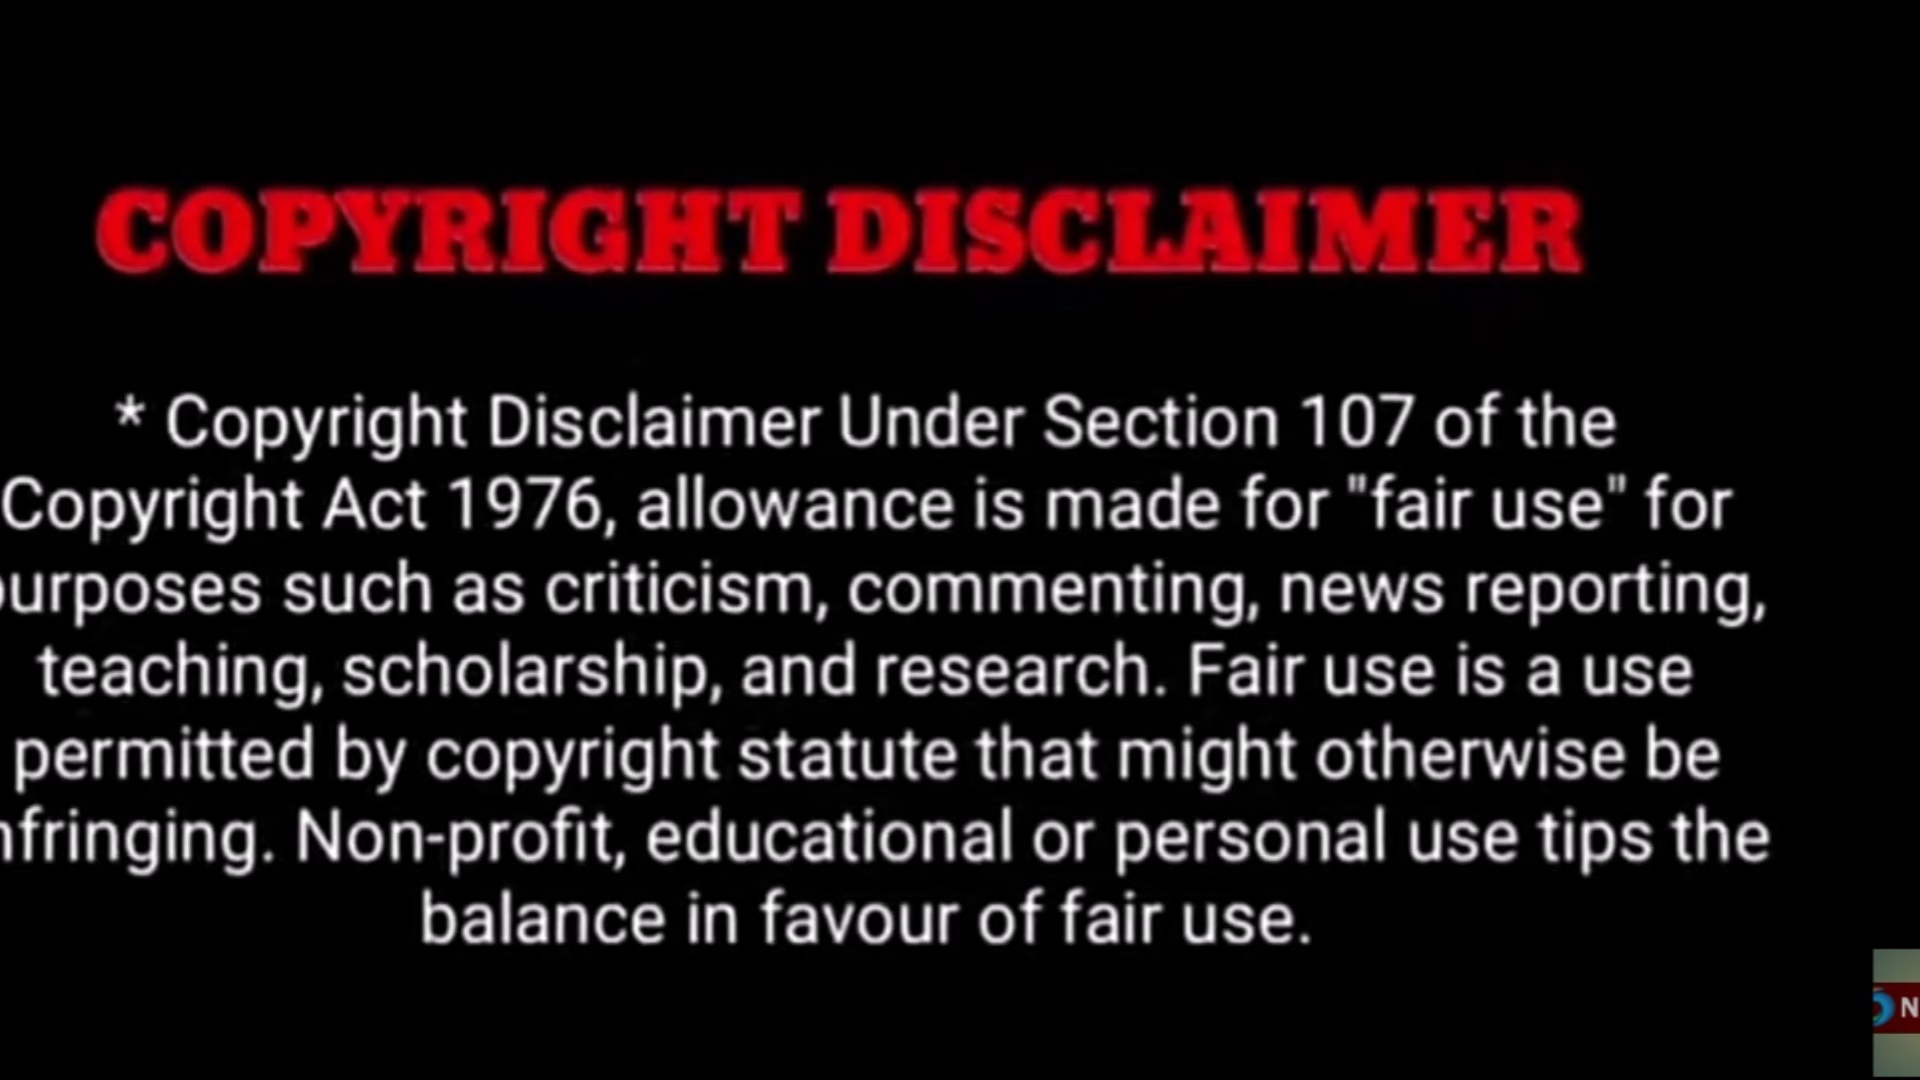 COPYRIGHT DISCLAIMER
* Copyright Disclaimer Under Section 107 of the
Copyright Act 1976, allowance is made for "fair use" for
purposes such as criticism, commenting, news reporting,
teaching, scholarship, and research. Fair use is a use
permitted by copyright statute that might otherwise be
nfringing. Non-profit, educational or personal use tips the
balance in favour of fair use.
N